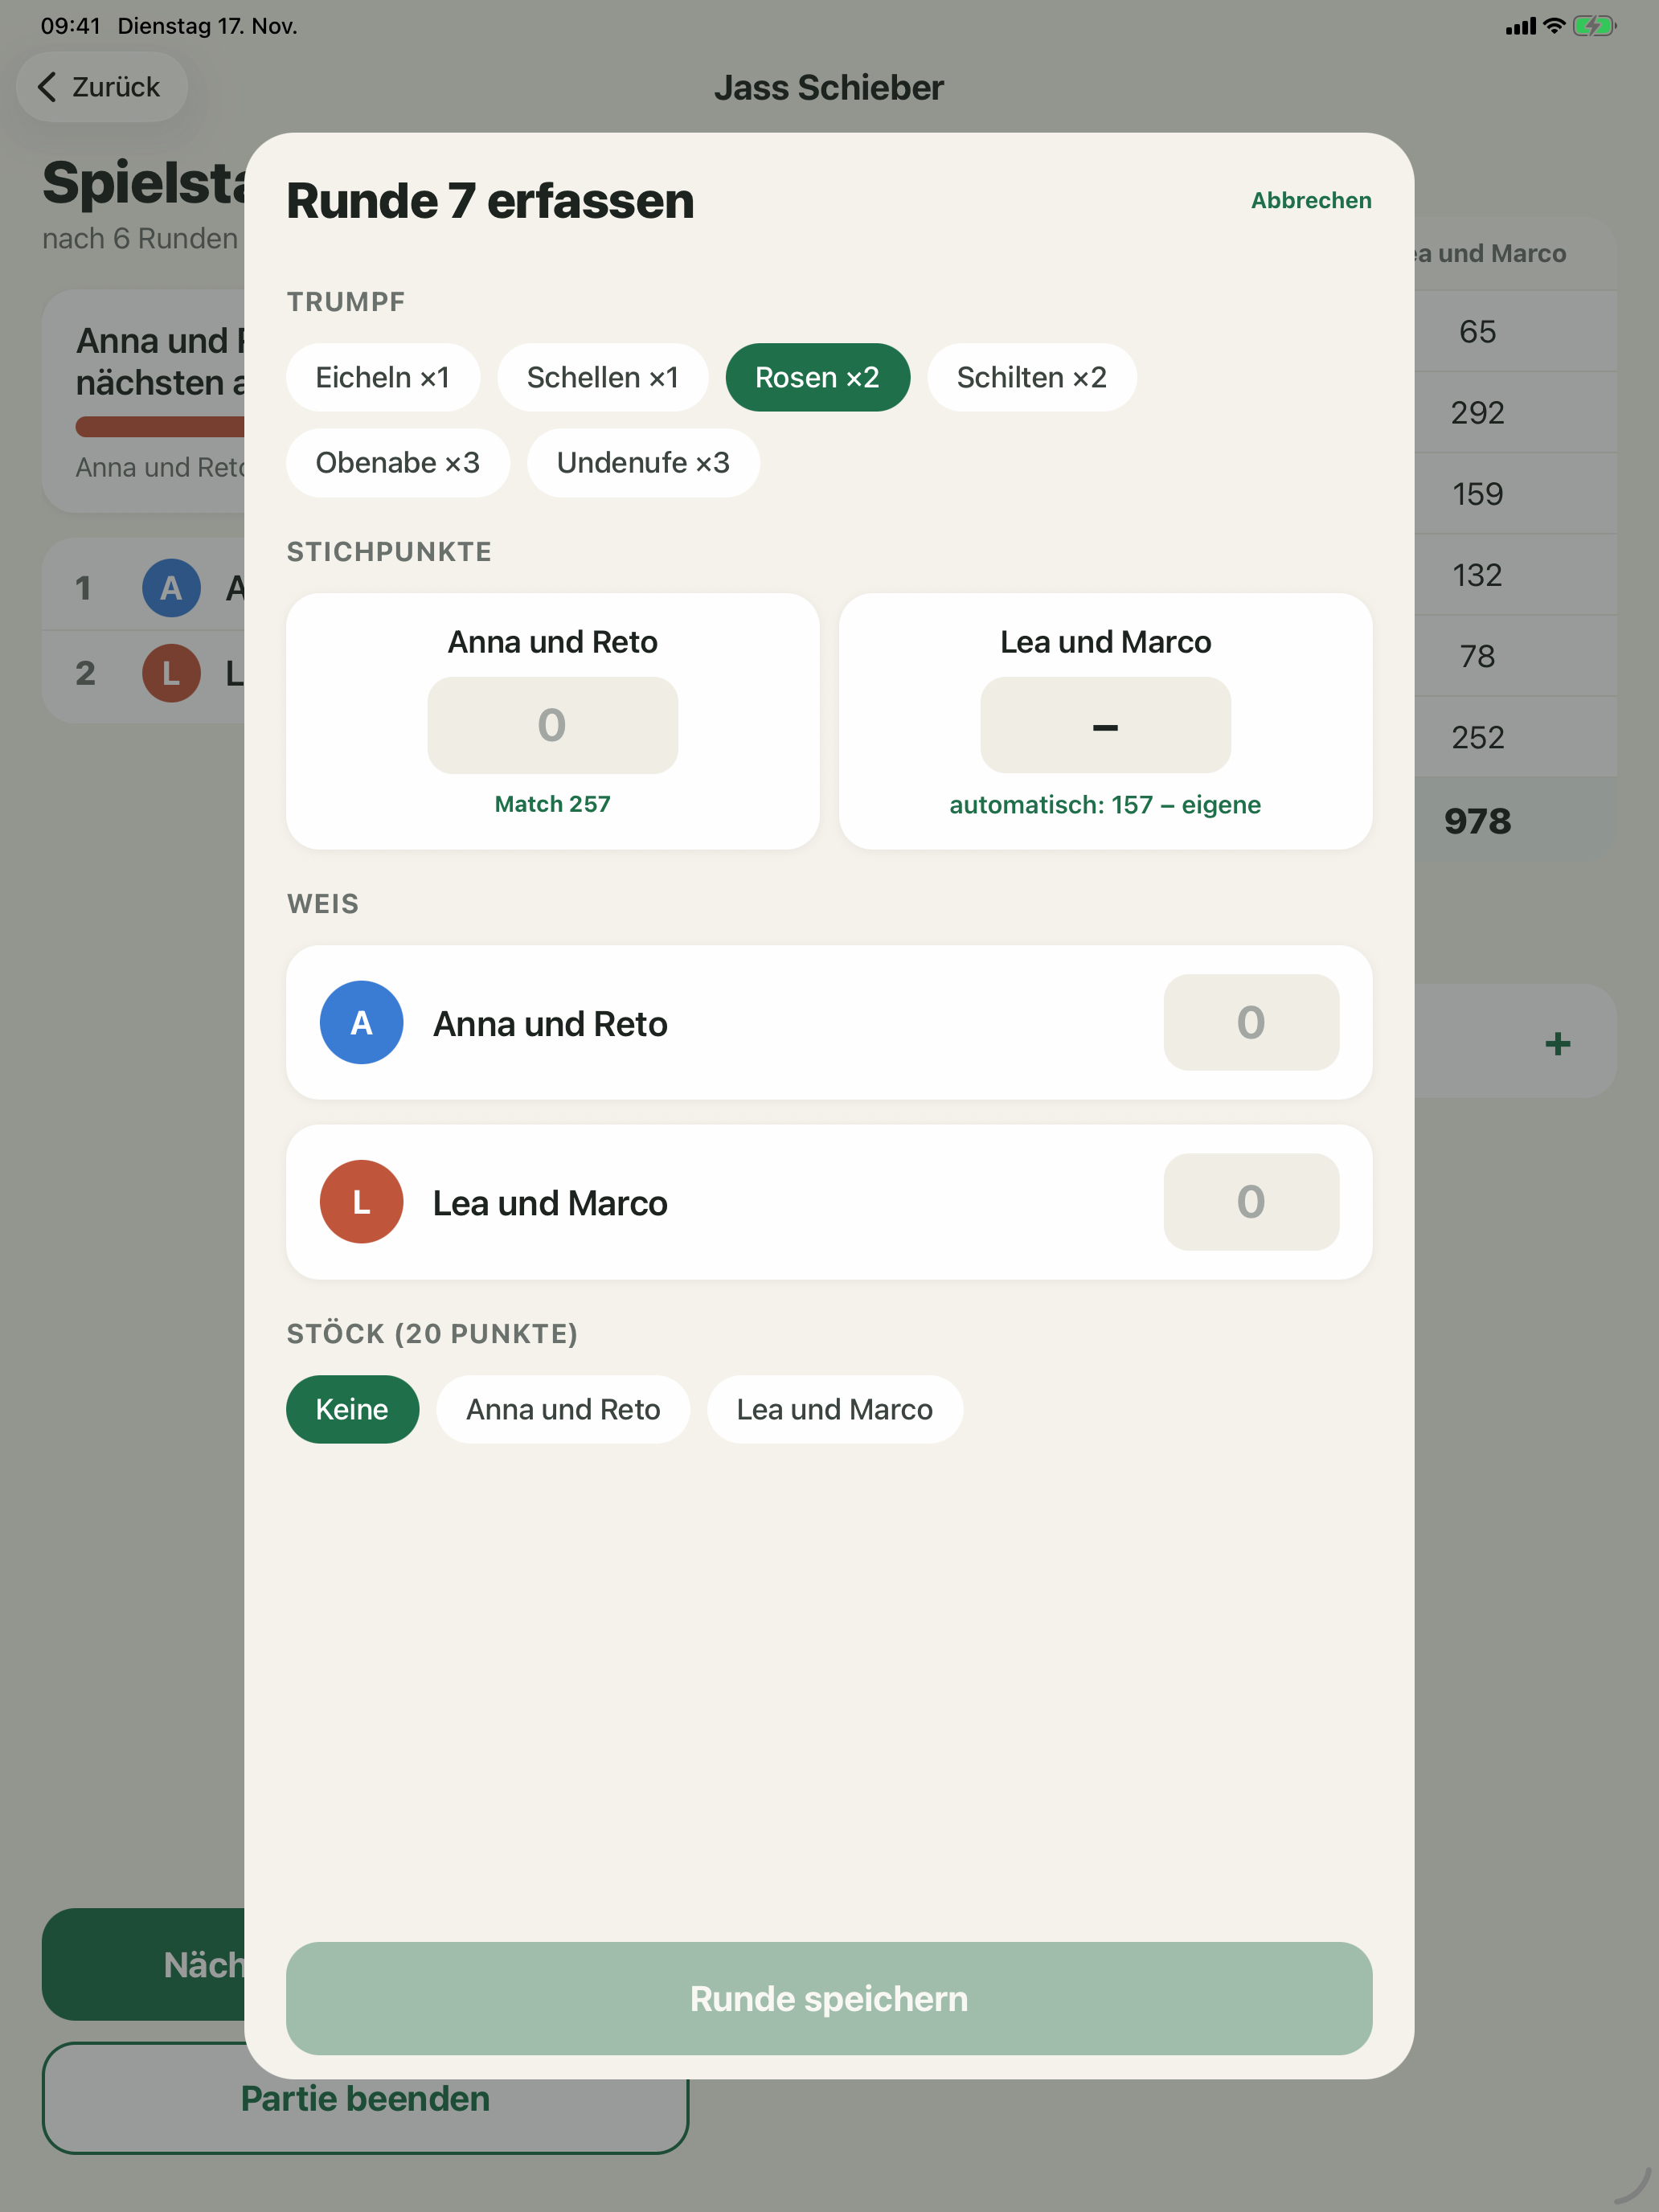 09:41 Dienstag 17. Nov.
Zurück
Jass Schieber
nach 6 Runden
Anna und
nächsten
Anna und
1 A
2 L
und Marco
65
292
159
132
78
252
978
+
Runde 7 erfassen
Abbrechen
TRUMPF
Eicheln ×1 Schellen ×1 Rosen ×2 Schilten ×2
Obenabe ×3 Undenufe ×3
STICHPUNKTE
Anna und Reto
0
Match 257
Lea und Marco
–
automatisch: 157 – eigene
WEIS
A Anna und Reto 0
L Lea und Marco 0
STÖCK (20 PUNKTE)
Keine Anna und Reto Lea und Marco
Runde speichern
Partie beenden